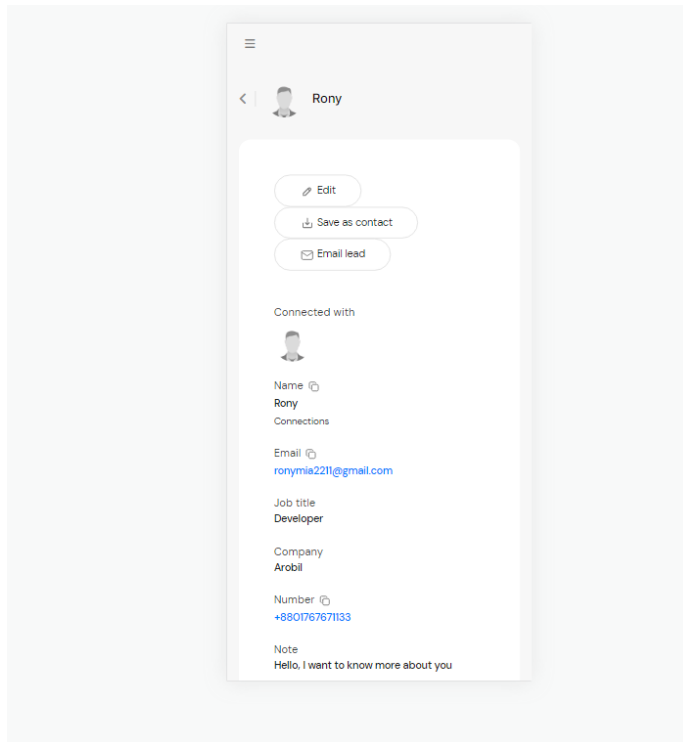 Rony
Edit
Save as contact
Email lead
Connected with
Name
Rony
Connections
Email
ronymia2211@gmail.com
Job title
Developer
Company
Arobil
Number
+8801767671133
Note
Hello, I want to know more about you